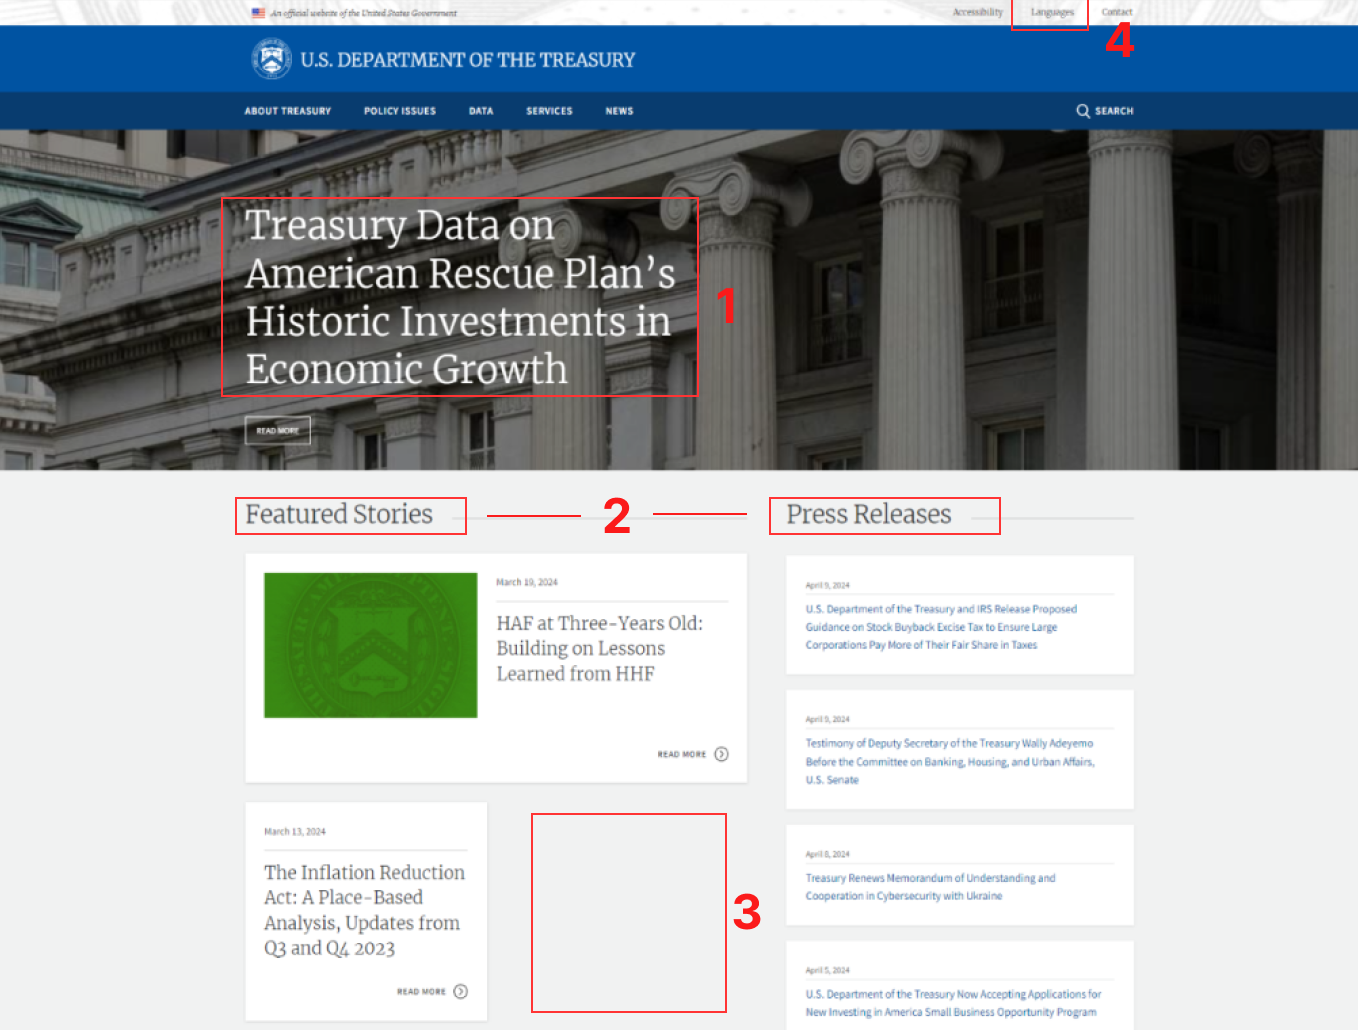 An official website of the United States Government
Accessibility
Languages
Contact
4
U.S. DEPARTMENT OF THE TREASURY
ABOUT TREASURY
POLICY ISSUES
DATA
SERVICES
NEWS
SEARCH
Treasury Data on
American Rescue Plan's
Historic Investments in
Economic Growth
1
READ MORE
Featured Stories
2
Press Releases
March 19, 2024
HAF at Three-Years Old:
Building on Lessons
Learned from HHF
READ MORE
March 13, 2024
The Inflation Reduction
Act: A Place-Based
Analysis, Updates from
Q3 and Q4 2023
READ MORE
3
April 9, 2024
U.S. Department of the Treasury and IRS Release Proposed
Guidance on Stock Buyback Excise Tax to Ensure Large
Corporations Pay More of Their Fair Share in Taxes
April 9, 2024
Testimony of Deputy Secretary of the Treasury Wally Adeyemo
Before the Committee on Banking, Housing, and Urban Affairs,
U.S. Senate
April 8, 2024
Treasury Renews Memorandum of Understanding and
Cooperation in Cybersecurity with Ukraine
April 5, 2024
U.S. Department of the Treasury Now Accepting Applications for
New Investing in America Small Business Opportunity Program